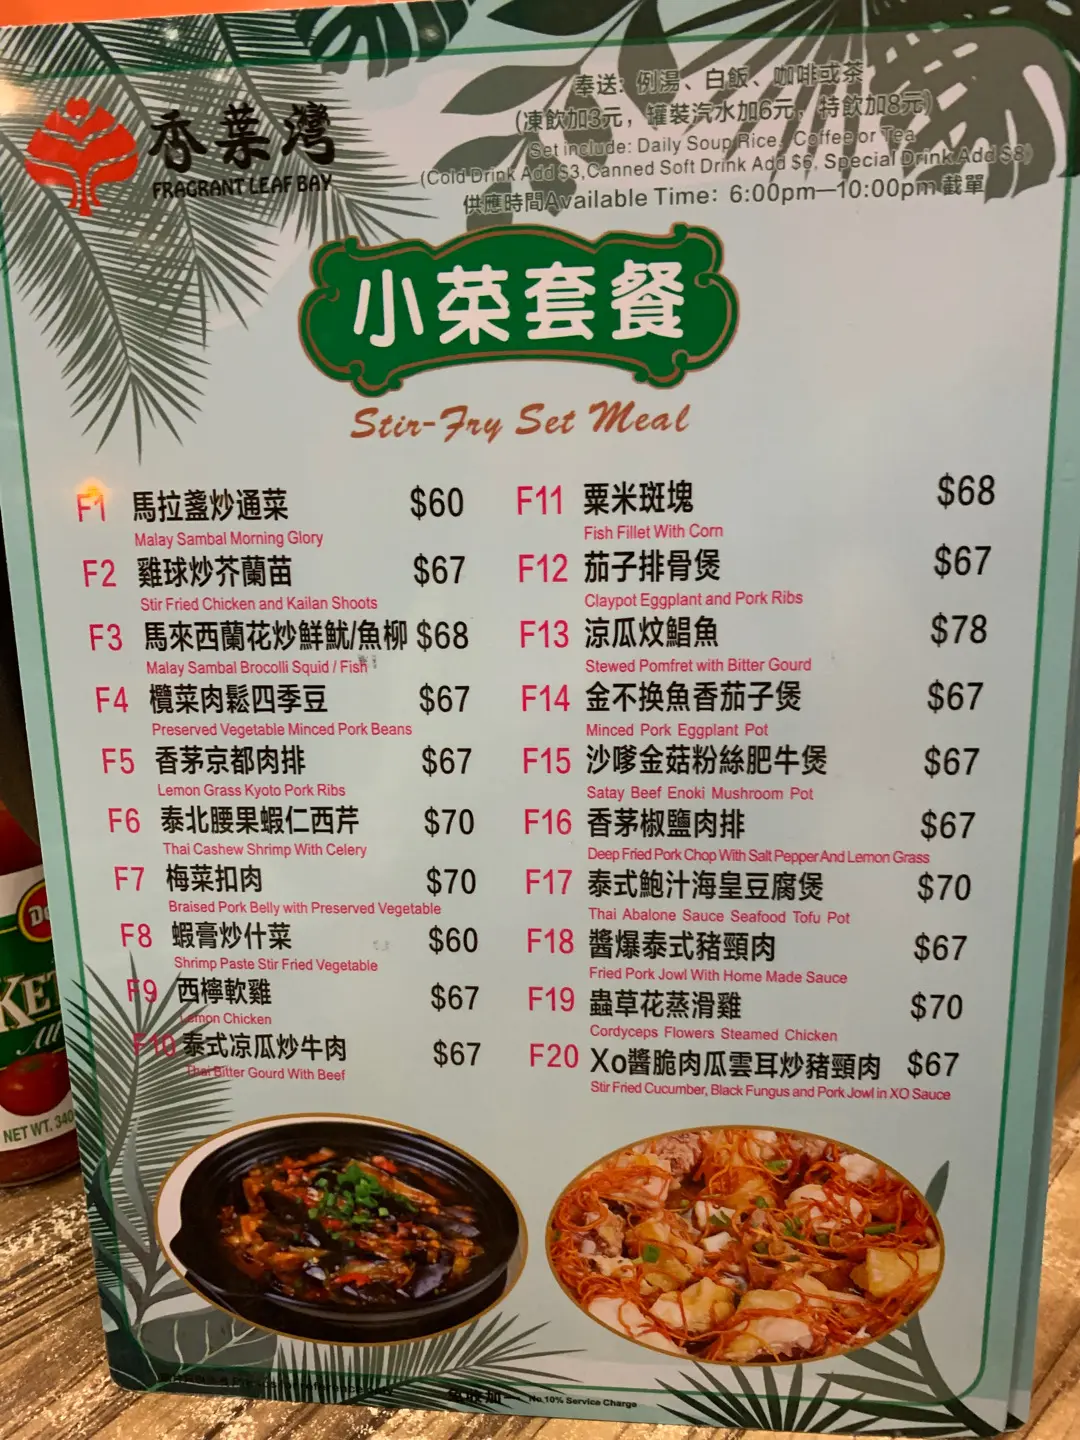 香葉灣
FRAGRANT LEAF BAY
奉送: 例湯、白飯、咖啡或茶
(凍飲加3元，罐裝汽水加6元，特飲加8元)
Set include: Daily Soup, Rice, Coffee or Tea
(Cold Drink Add $3,Canned Soft Drink Add $6, Special Drink Add $8)
供應時間Available Time: 6:00pm—10:00pm 截單
小菜套餐
Stir-Fry Set Meal
F1 馬拉盞炒通菜 $60
Malay Sambal Morning Glory
F2 雞球炒芥蘭苗 $67
Stir Fried Chicken and Kailan Shoots
F3 馬來西蘭花炒鮮魷/魚柳 $68
Malay Sambal Brocolli Squid / Fish
F4 欖菜肉鬆四季豆 $67
Preserved Vegetable Minced Pork Beans
F5 香茅京都肉排 $67
Lemon Grass Kyoto Pork Ribs
F6 泰北腰果蝦仁西芹 $70
Thai Cashew Shrimp With Celery
F7 梅菜扣肉 $70
Braised Pork Belly with Preserved Vegetable
F8 蝦膏炒什菜 $60
Shrimp Paste Stir Fried Vegetable
F9 西檸軟雞 $67
Lemon Chicken
F10 泰式凉瓜炒牛肉 $67
Thai Bitter Gourd With Beef
F11 粟米斑塊 $68
Fish Fillet With Corn
F12 茄子排骨煲 $67
Claypot Eggplant and Pork Ribs
F13 涼瓜炆鯧魚 $78
Stewed Pomfret with Bitter Gourd
F14 金不换魚香茄子煲 $67
Minced Pork Eggplant Pot
F15 沙嗲金菇粉絲肥牛煲 $67
Satay Beef Enoki Mushroom Pot
F16 香茅椒鹽肉排 $67
Deep Fried Pork Chop With Salt Pepper And Lemon Grass
F17 泰式鮑汁海皇豆腐煲 $70
Thai Abalone Sauce Seafood Tofu Pot
F18 醬爆泰式豬頸肉 $67
Fried Pork Jowl With Home Made Sauce
F19 蟲草花蒸滑雞 $70
Cordyceps Flowers Steamed Chicken
F20 Xo醬脆肉瓜雲耳炒豬頸肉 $67
Stir Fried Cucumber, Black Fungus and Pork Jowl in XO Sauce
NET WT. 340
免收加一 No 10% Service Charge